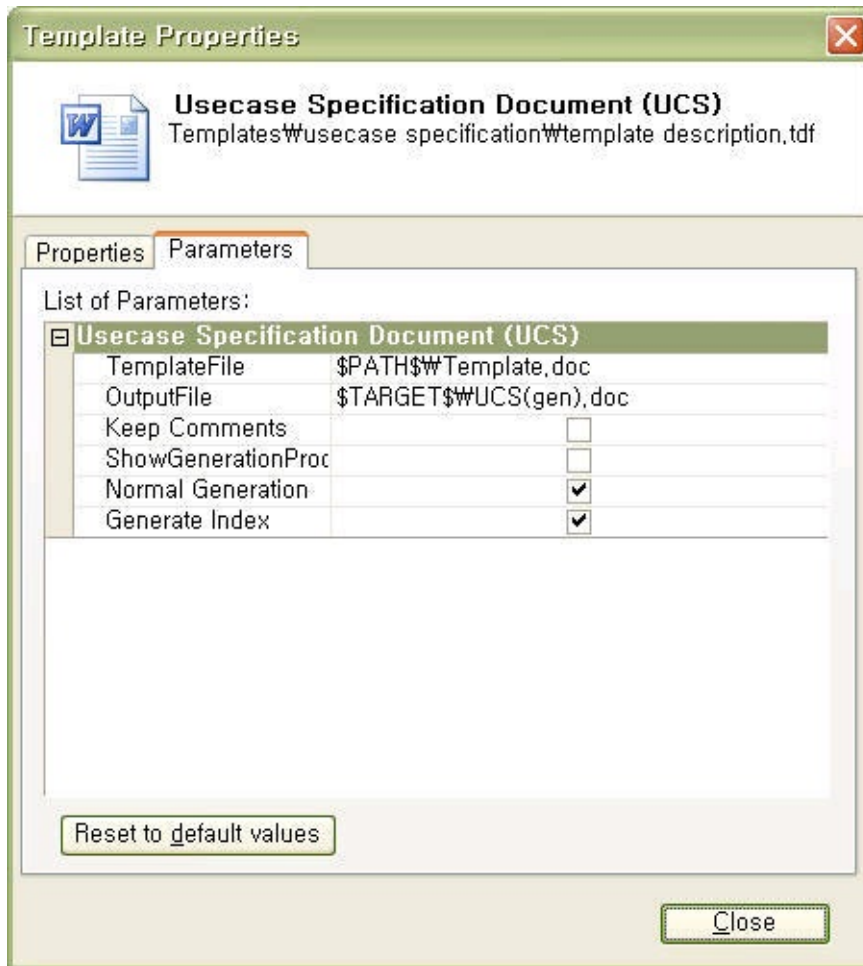 Template Properties
Usecase Specification Document (UCS)
Templates₩usecase specification₩template description,tdf
Properties Parameters
List of Parameters:
Usecase Specification Document (UCS)
TemplateFile $PATH$₩Template,doc
OutputFile $TARGET$₩UCS(gen),doc
Keep Comments
ShowGenerationProc
Normal Generation
Generate Index
Reset to default values
Close